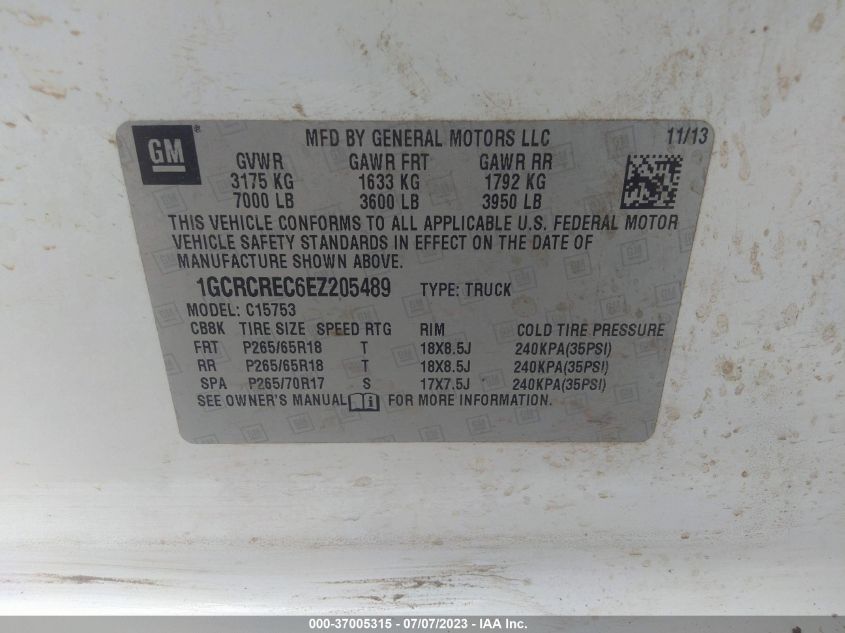 GM ® MFD BY GENERAL MOTORS LLC 11/13
GVWR GAWR FRT GAWR RR
3175 KG 1633 KG 1792 KG
7000 LB 3600 LB 3950 LB
THIS VEHICLE CONFORMS TO ALL APPLICABLE U.S. FEDERAL MOTOR
VEHICLE SAFETY STANDARDS IN EFFECT ON THE DATE OF
MANUFACTURE SHOWN ABOVE.
1GCRCREC6EZ205489 TYPE: TRUCK
MODEL: C15753
CB8K TIRE SIZE SPEED RTG RIM COLD TIRE PRESSURE
FRT P265/65R18 T 18X8.5J 240KPA(35PSI)
RR P265/65R18 T 18X8.5J 240KPA(35PSI)
SPA P265/70R17 S 17X7.5J 240KPA(35PSI)
SEE OWNER'S MANUAL FOR MORE INFORMATION.
000-37005315 / 07/07/2023 - IAA Inc.